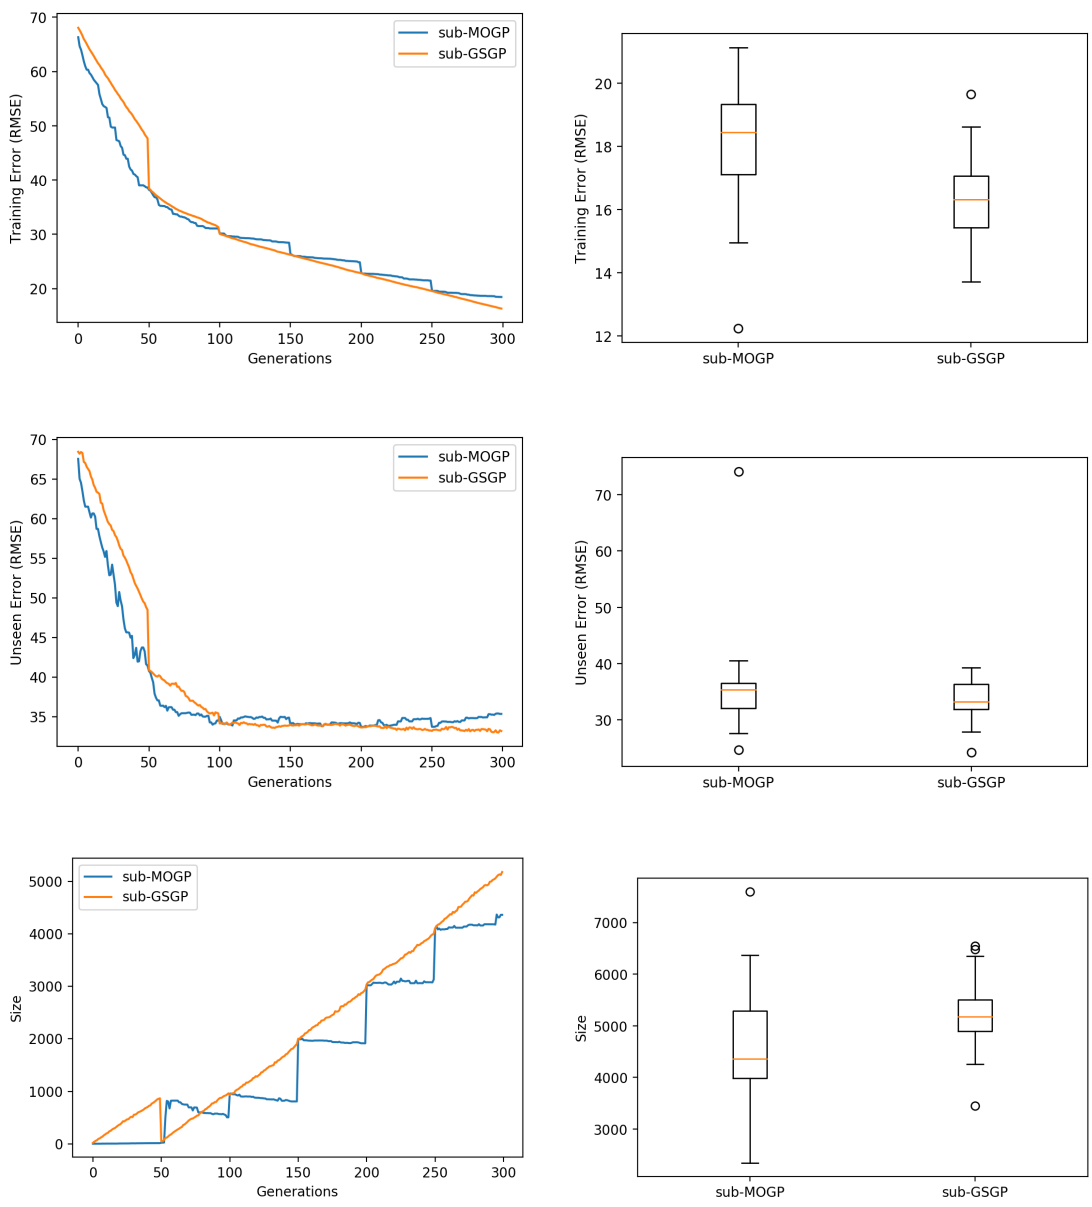 70
60
50
40
30
20
Training Error (RMSE)
sub-MOGP
sub-GSGP
0 50 100 150 200 250 300
Generations
20
18
16
14
12
Training Error (RMSE)
sub-MOGP sub-GSGP
70
65
60
55
50
45
40
35
Unseen Error (RMSE)
sub-MOGP
sub-GSGP
0 50 100 150 200 250 300
Generations
70
60
50
40
30
Unseen Error (RMSE)
sub-MOGP sub-GSGP
5000
4000
3000
2000
1000
0
Size
sub-MOGP
sub-GSGP
0 50 100 150 200 250 300
Generations
7000
6000
5000
4000
3000
Size
sub-MOGP sub-GSGP